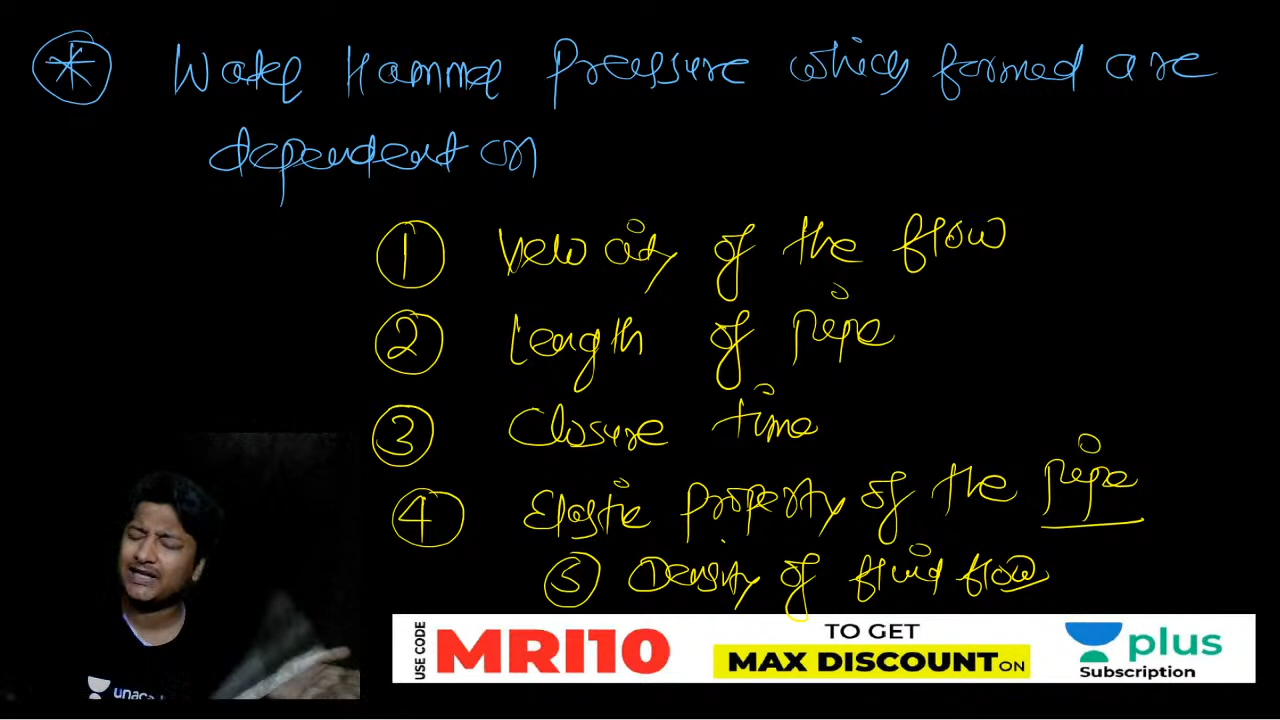 * Water Hammer Pressure which formed are
dependent on
① Velocity of the flow
② Length of Pipe
③ Closure time
④ Elastic Property of the Pipe
⑤ Density of fluid flow
USE CODE
MRI10
TO GET
MAX DISCOUNT ON
plus
Subscription
unac